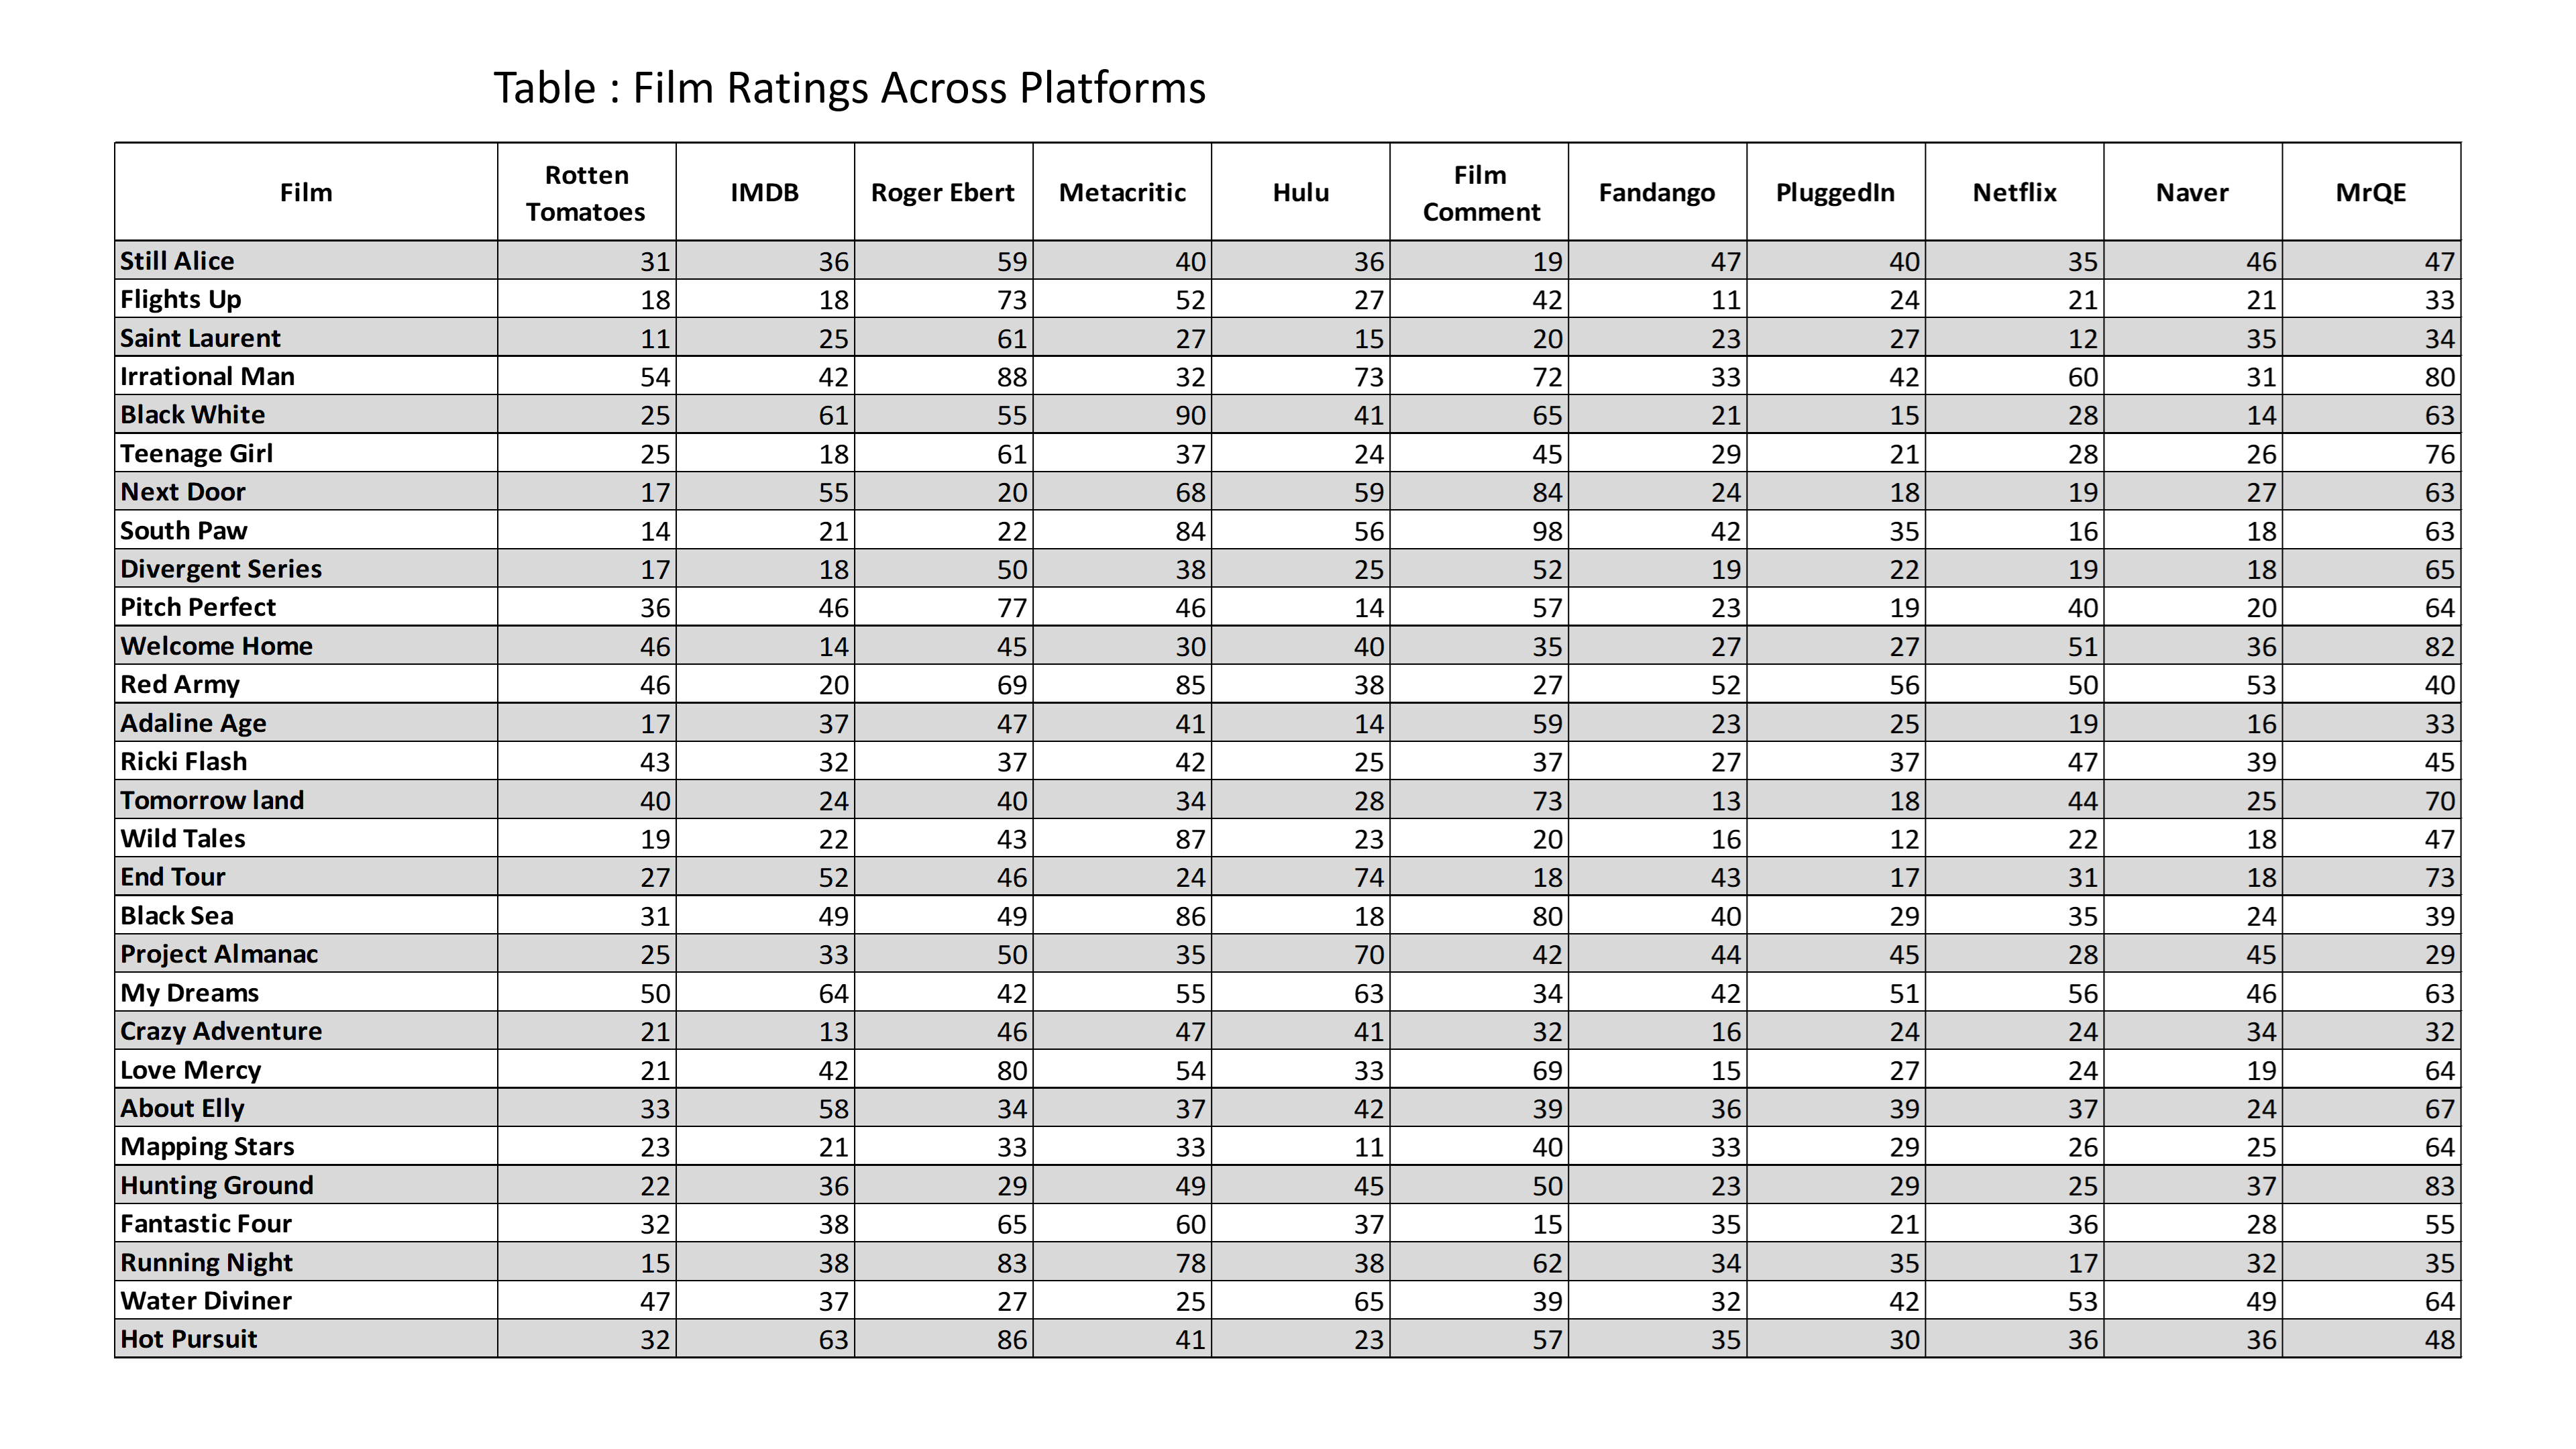 Table : Film Ratings Across Platforms
Film Rotten Tomatoes IMDB Roger Ebert Metacritic Hulu Film Comment Fandango PluggedIn Netflix Naver MrQE
Still Alice 31 36 59 40 36 19 47 40 35 46 47
Flights Up 18 18 73 52 27 42 11 24 21 21 33
Saint Laurent 11 25 61 27 15 20 23 27 12 35 34
Irrational Man 54 42 88 32 73 72 33 42 60 31 80
Black White 25 61 55 90 41 65 21 15 28 14 63
Teenage Girl 25 18 61 37 24 45 29 21 28 26 76
Next Door 17 55 20 68 59 84 24 18 19 27 63
South Paw 14 21 22 84 56 98 42 35 16 18 63
Divergent Series 17 18 50 38 25 52 19 22 19 18 65
Pitch Perfect 36 46 77 46 14 57 23 19 40 20 64
Welcome Home 46 14 45 30 40 35 27 27 51 36 82
Red Army 46 20 69 85 38 27 52 56 50 53 40
Adaline Age 17 37 47 41 14 59 23 25 19 16 33
Ricki Flash 43 32 37 42 25 37 27 37 47 39 45
Tomorrow land 40 24 40 34 28 73 13 18 44 25 70
Wild Tales 19 22 43 87 23 20 16 12 22 18 47
End Tour 27 52 46 24 74 18 43 17 31 18 73
Black Sea 31 49 49 86 18 80 40 29 35 24 39
Project Almanac 25 33 50 35 70 42 44 45 28 45 29
My Dreams 50 64 42 55 63 34 42 51 56 46 63
Crazy Adventure 21 13 46 47 41 32 16 24 24 34 32
Love Mercy 21 42 80 54 33 69 15 27 24 19 64
About Elly 33 58 34 37 42 39 36 39 37 24 67
Mapping Stars 23 21 33 33 11 40 33 29 26 25 64
Hunting Ground 22 36 29 49 45 50 23 29 25 37 83
Fantastic Four 32 38 65 60 37 15 35 21 36 28 55
Running Night 15 38 83 78 38 62 34 35 17 32 35
Water Diviner 47 37 27 25 65 39 32 42 53 49 64
Hot Pursuit 32 63 86 41 23 57 35 30 36 36 48